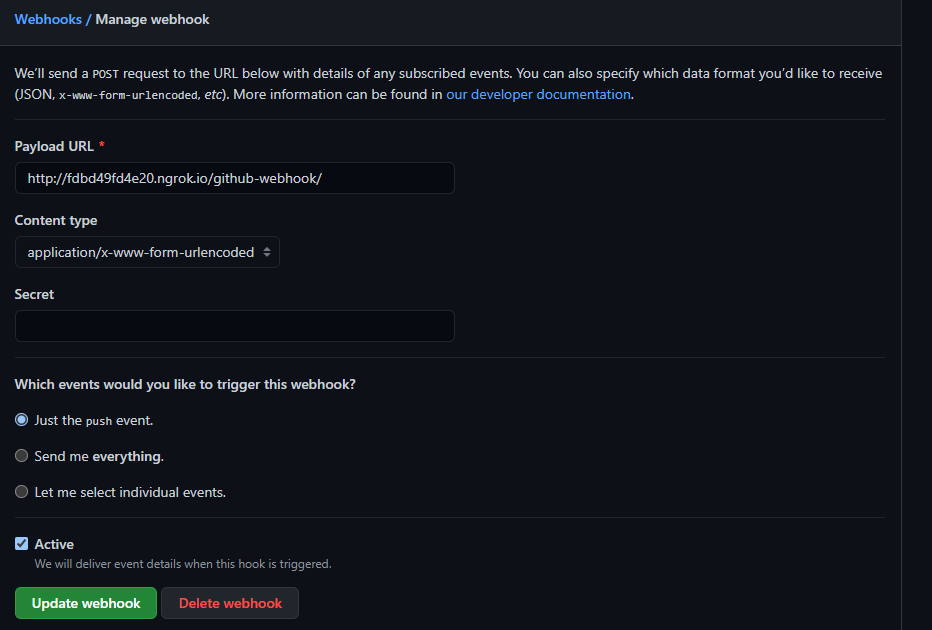 Webhooks / Manage webhook
We’ll send a POST request to the URL below with details of any subscribed events. You can also specify which data format you’d like to receive
(JSON, x-www-form-urlencoded, etc). More information can be found in our developer documentation.
Payload URL *
http://fdbd49fd4e20.ngrok.io/github-webhook/
Content type
application/x-www-form-urlencoded
Secret
Which events would you like to trigger this webhook?
Just the push event.
Send me everything.
Let me select individual events.
Active
We will deliver event details when this hook is triggered.
Update webhook Delete webhook